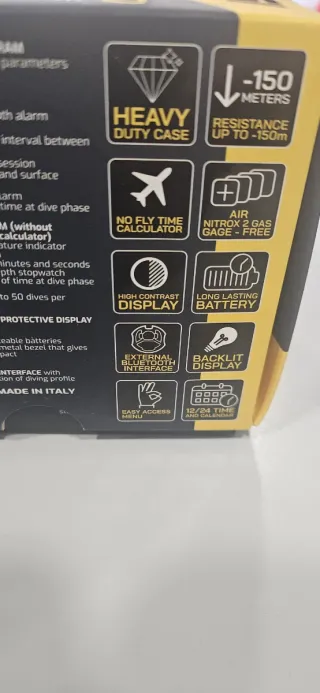 RAM
parameters
th alarm
interval between
session
and surface
arm
time at dive phase
M (without
calculator)
ature indicator
minutes and seconds
pth stopwatch
of time at dive phase
to 50 dives per
PROTECTIVE DISPLAY
eable batteries
metal bezel that gives
pact
INTERFACE with
ion of diving profile
MADE IN ITALY
HEAVY
DUTY CASE
-150
METERS
RESISTANCE
UP TO -150m
NO FLY TIME
CALCULATOR
AIR
NITROX 2 GAS
GAGE - FREE
HIGH CONTRAST
DISPLAY
LONG LASTING
BATTERY
EXTERNAL
BLUETOOTH
INTERFACE
BACKLIT
DISPLAY
EASY ACCESS
MENU
12/24 TIME
AND CALENDAR